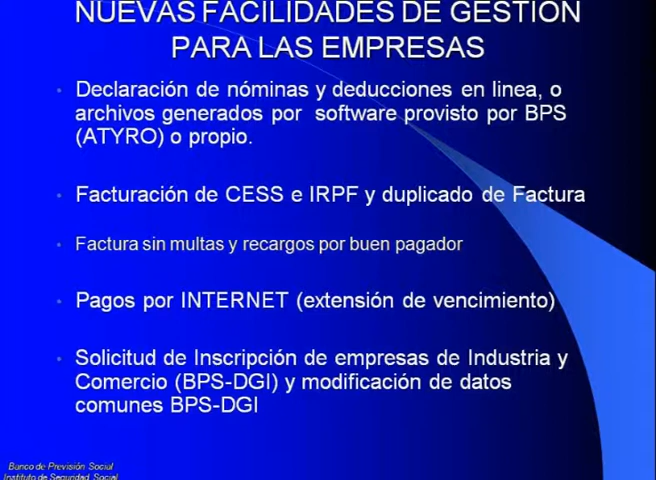 NUEVAS FACILIDADES DE GESTIÓN
PARA LAS EMPRESAS
• Declaración de nóminas y deducciones en linea, o
archivos generados por software provisto por BPS
(ATYRO) o propio.
• Facturación de CESS e IRPF y duplicado de Factura
• Factura sin multas y recargos por buen pagador
• Pagos por INTERNET (extensión de vencimiento)
• Solicitud de Inscripción de empresas de Industria y
Comercio (BPS-DGI) y modificación de datos
comunes BPS-DGI
Banco de Previsión Social
Instituto de Seguridad Social